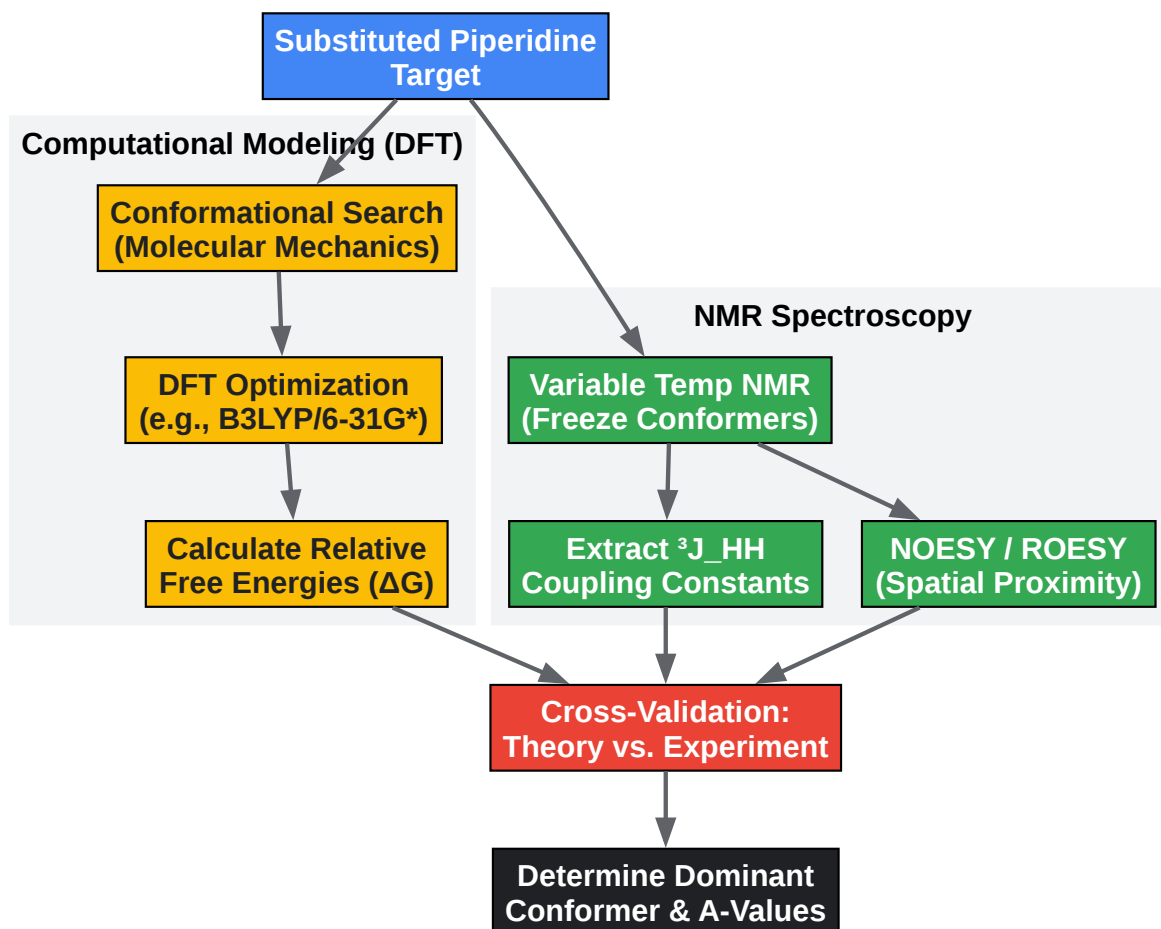 Substituted Piperidine
Target
Computational Modeling (DFT)
Conformational Search
(Molecular Mechanics)
DFT Optimization
(e.g., B3LYP/6-31G*)
Calculate Relative
Free Energies (ΔG)
NMR Spectroscopy
Variable Temp NMR
(Freeze Conformers)
Extract ³J_HH
Coupling Constants
NOESY / ROESY
(Spatial Proximity)
Cross-Validation:
Theory vs. Experiment
Determine Dominant
Conformer & A-Values